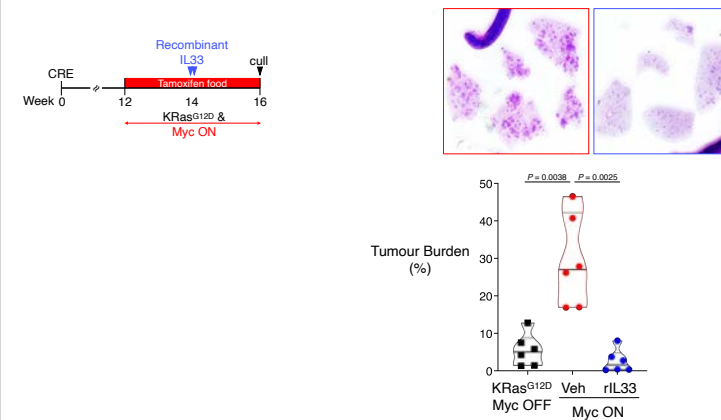 Recombinant
IL33
cull
CRE
Tamoxifen food
Week 0 12 14 16
KRasG12D &
Myc ON
P = 0.0038 P = 0.0025
50
40
30
20
10
0
Tumour Burden
(%)
KRasG12D Veh rIL33
Myc OFF Myc ON